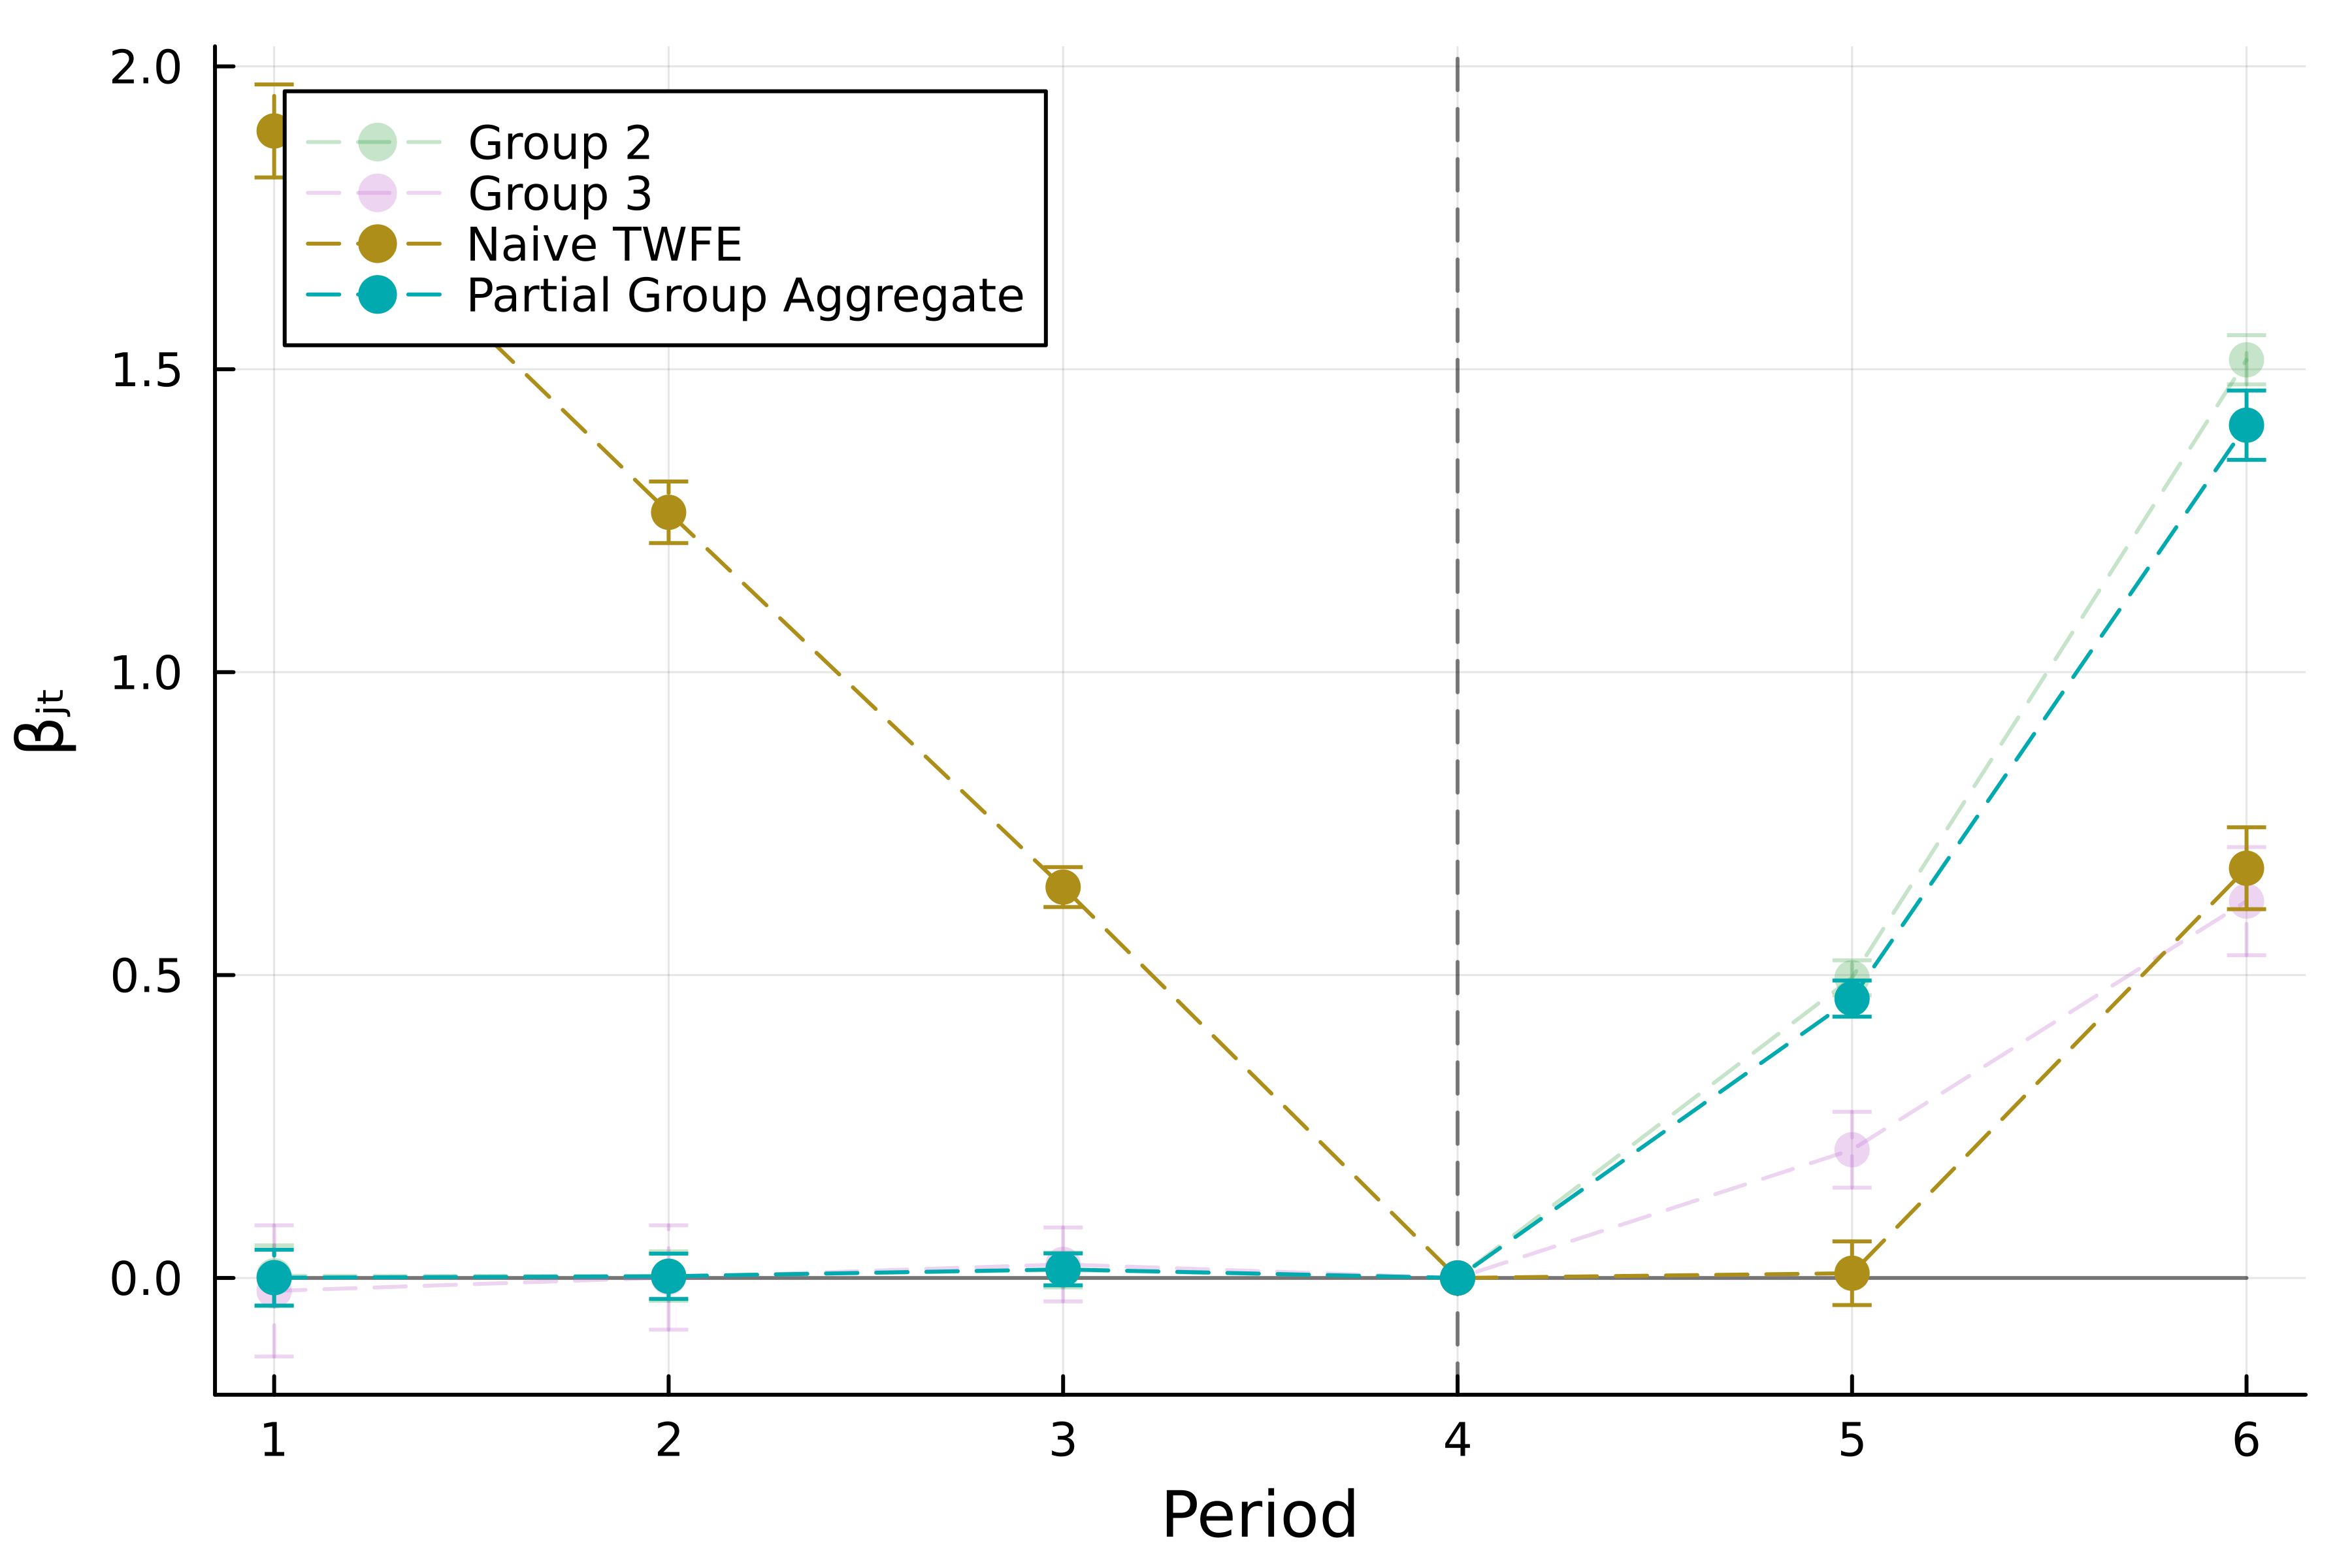 2.0
1.5
1.0
0.5
0.0
βjt
Group 2
Group 3
Naive TWFE
Partial Group Aggregate
1 2 3 4 5 6
Period